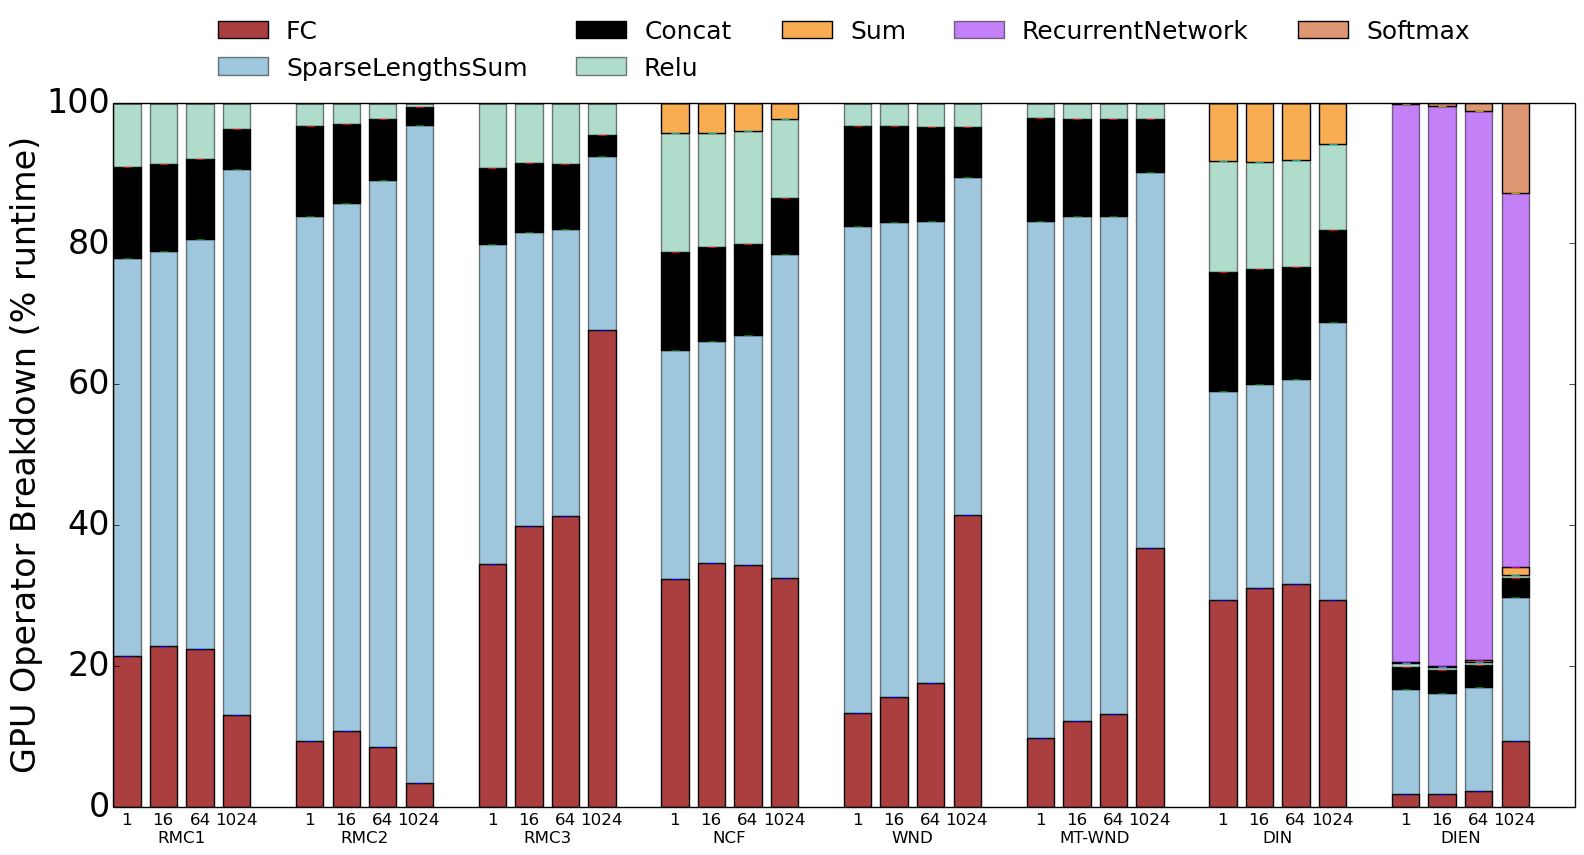 FC
Concat
Sum
RecurrentNetwork
Softmax
SparseLengthsSum
Relu
GPU Operator Breakdown (% runtime)
100
80
60
40
20
0
1 16 64 1024 1 16 64 1024 1 16 64 1024 1 16 64 1024 1 16 64 1024 1 16 64 1024 1 16 64 1024 1 16 64 1024
RMC1 RMC2 RMC3 NCF WND MT-WND DIN DIEN